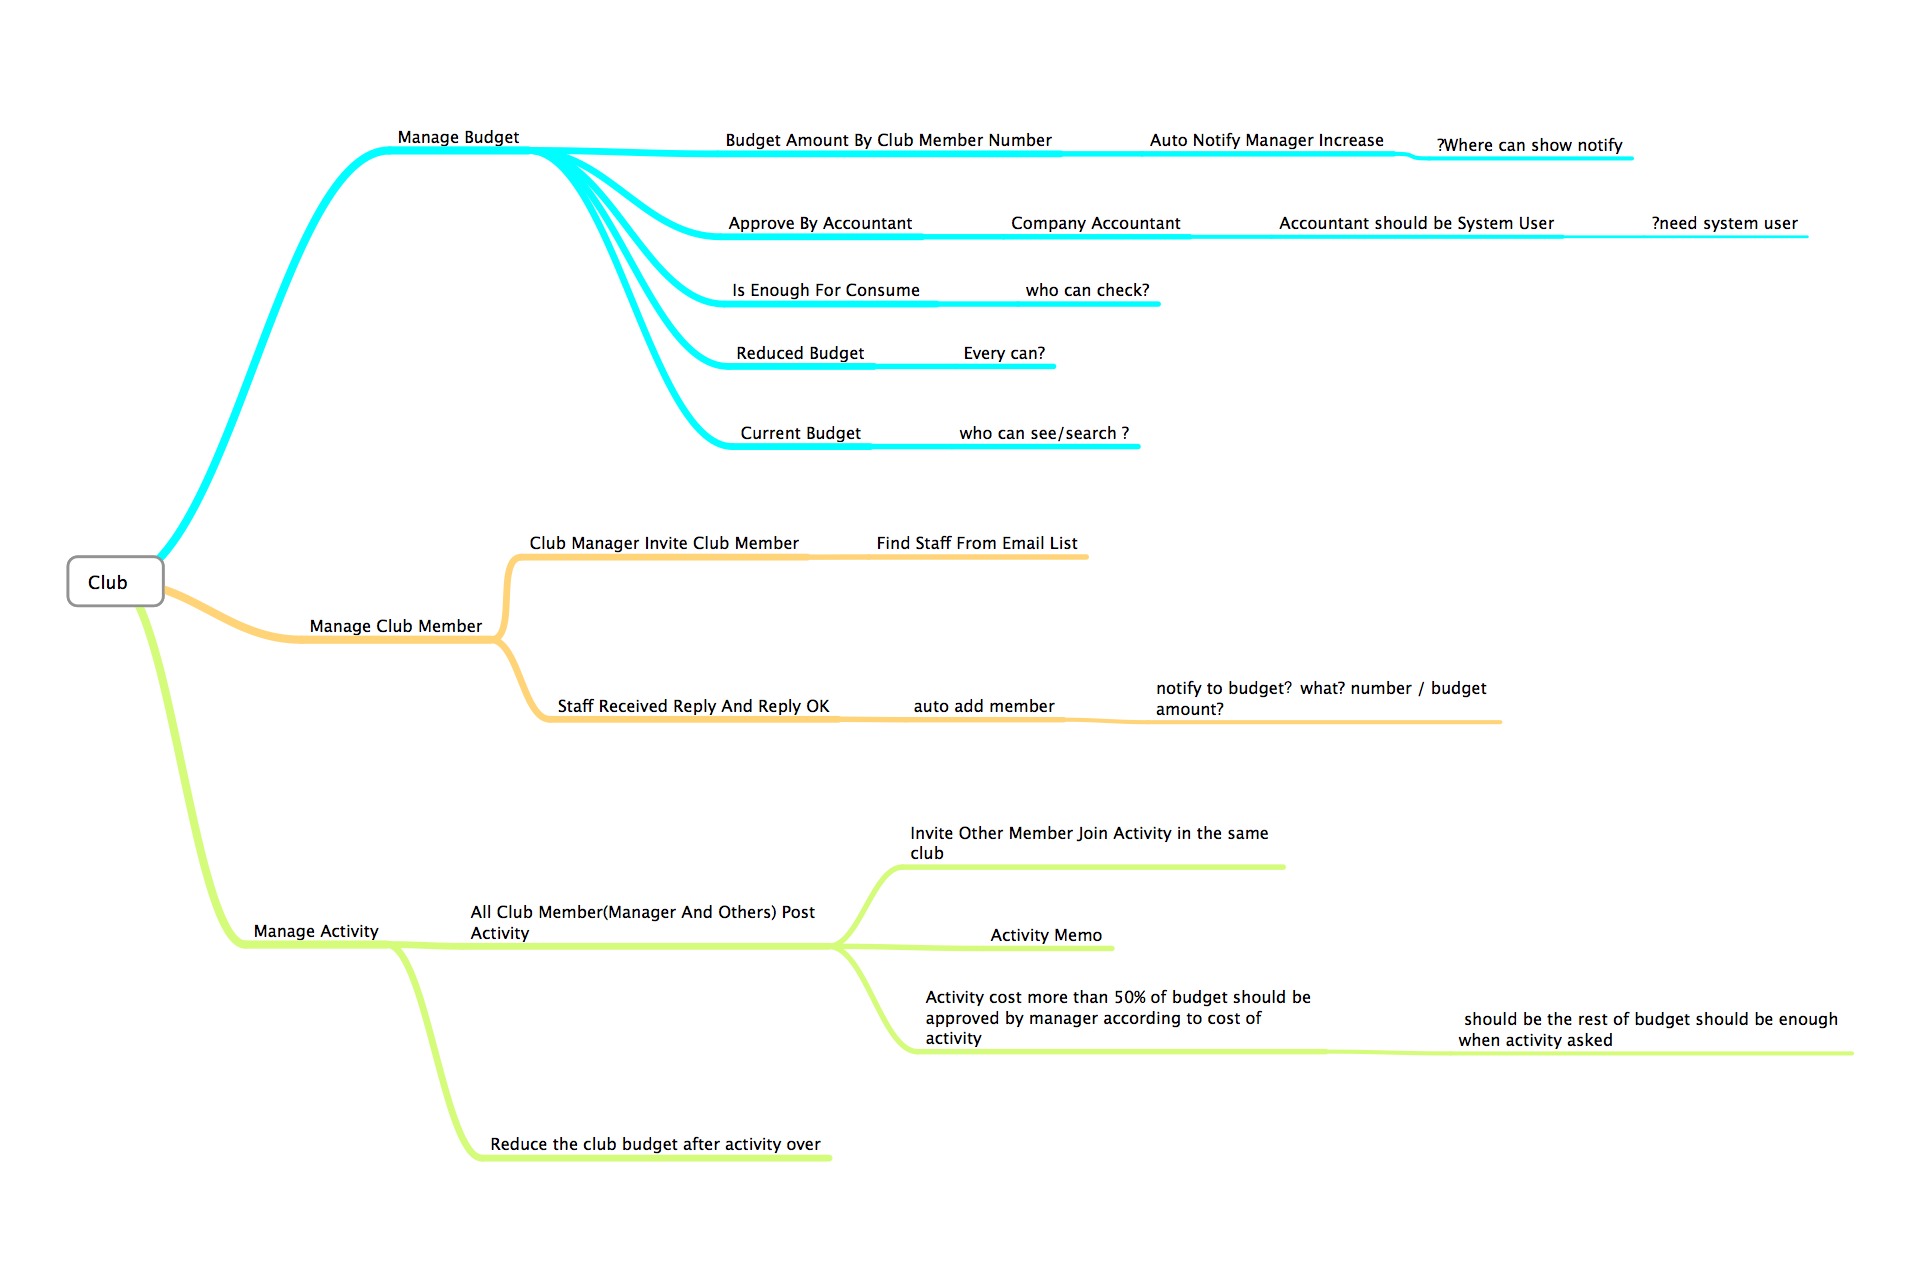 Manage Budget
Budget Amount By Club Member Number
Auto Notify Manager Increase
?Where can show notify
Approve By Accountant
Company Accountant
Accountant should be System User
?need system user
Is Enough For Consume
who can check?
Reduced Budget
Every can?
Current Budget
who can see/search ?
Club
Manage Club Member
Club Manager Invite Club Member
Find Staff From Email List
Staff Received Reply And Reply OK
auto add member
notify to budget? what? number / budget
amount?
Manage Activity
All Club Member(Manager And Others) Post
Activity
Invite Other Member Join Activity in the same
club
Activity Memo
Activity cost more than 50% of budget should be
approved by manager according to cost of
activity
should be the rest of budget should be enough
when activity asked
Reduce the club budget after activity over